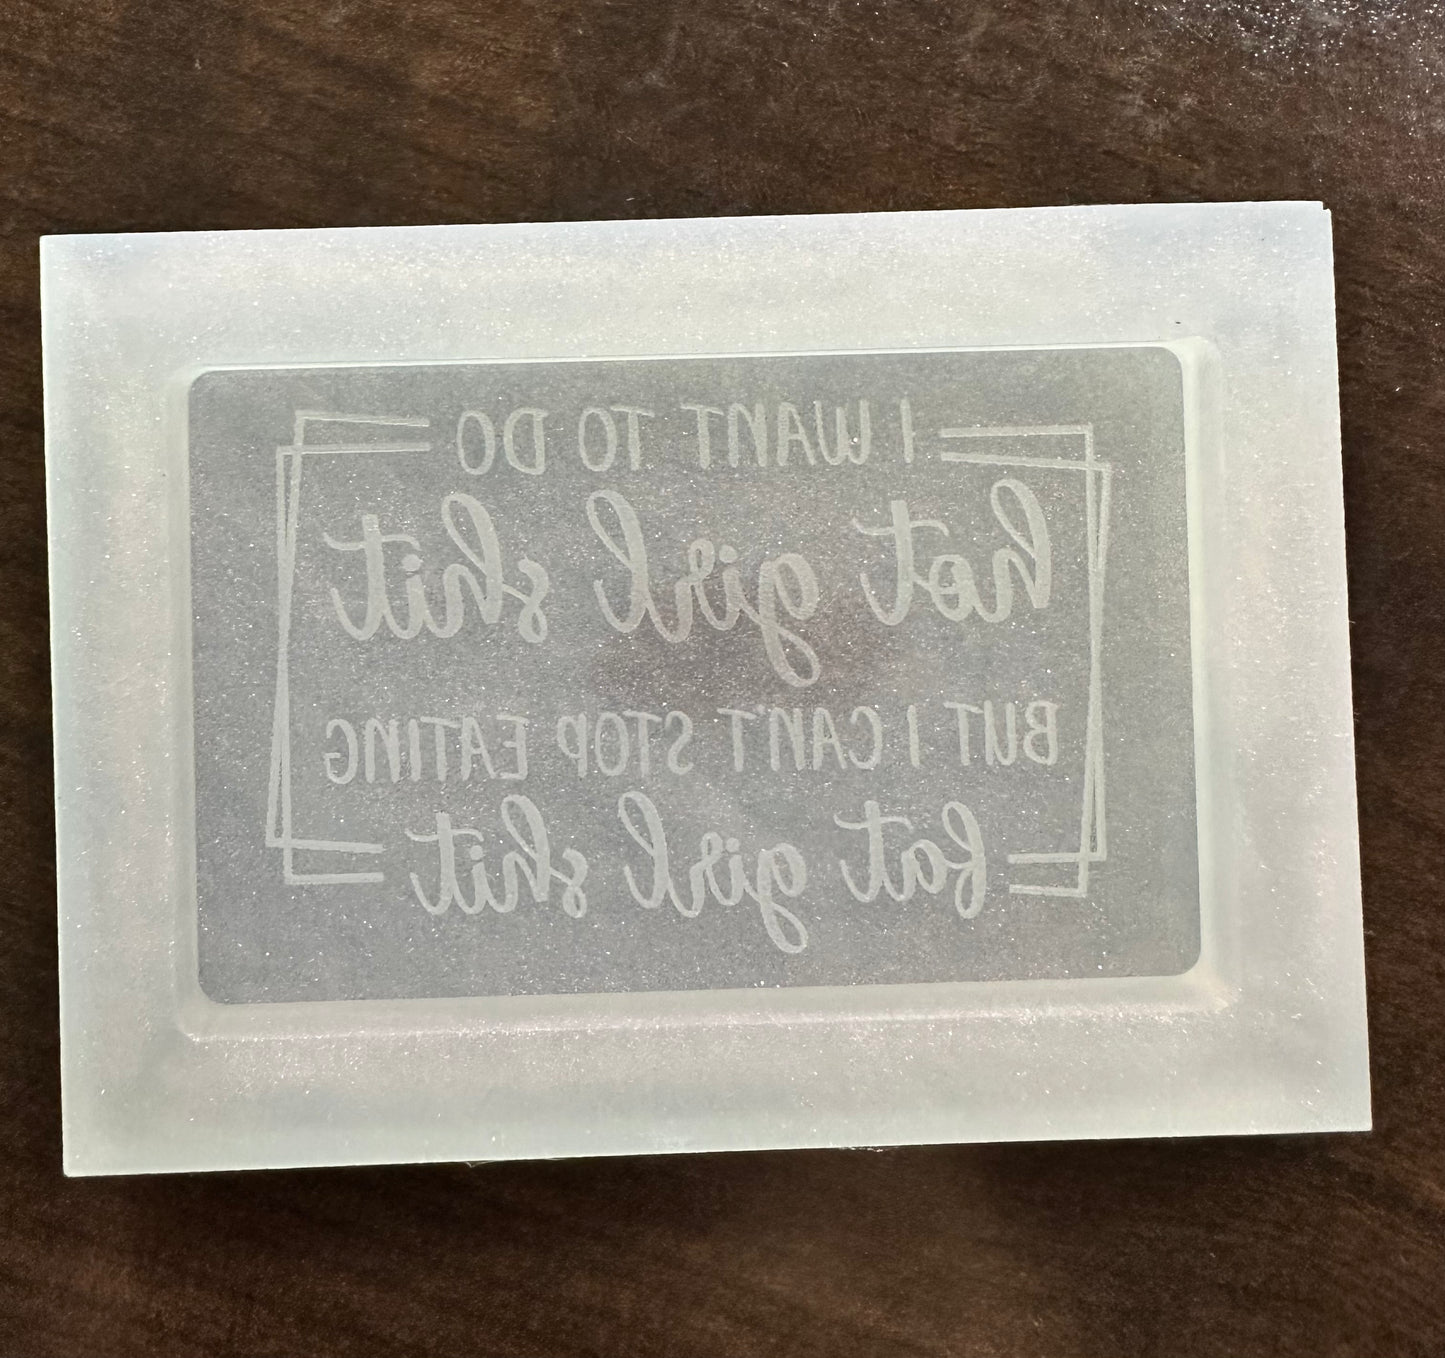 I WANT TO DO
hot girl shit
BUT I CAN'T STOP EATING
fat girl shit